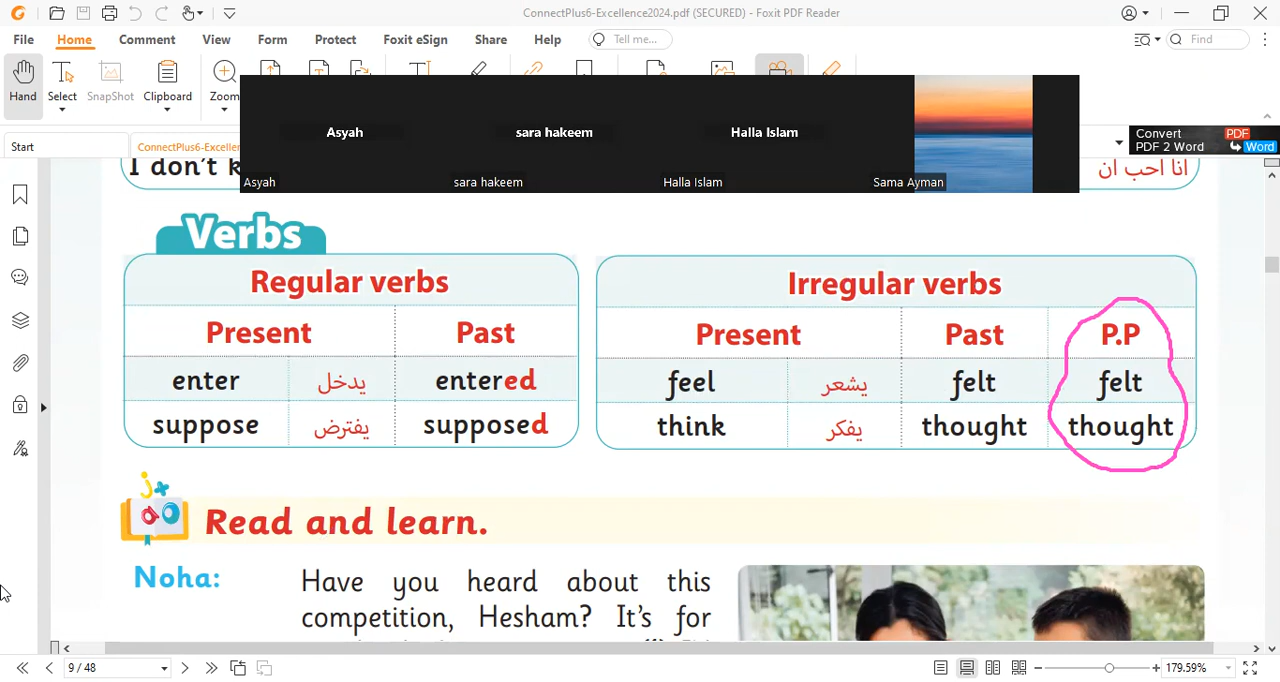 ConnectPlus6-Excellence2024.pdf (SECURED) - Foxit PDF Reader
File Home Comment View Form Protect Foxit eSign Share Help Tell me... Find
Hand Select SnapShot Clipboard Zoom
Start ConnectPlus6-Exceller
Convert PDF
PDF 2 Word Word
Asyah sara hakeem Halla Islam
Asyah sara hakeem Halla Islam Sama Ayman
I don't k
انا احب ان
Verbs
Regular verbs
Present Past
enter يدخل entered
suppose يفترض supposed
Irregular verbs
Present Past P.P
feel يشعر felt felt
think يفكر thought thought
Read and learn.
Noha: Have you heard about this
competition, Hesham? It's for
9 / 48 179.59%